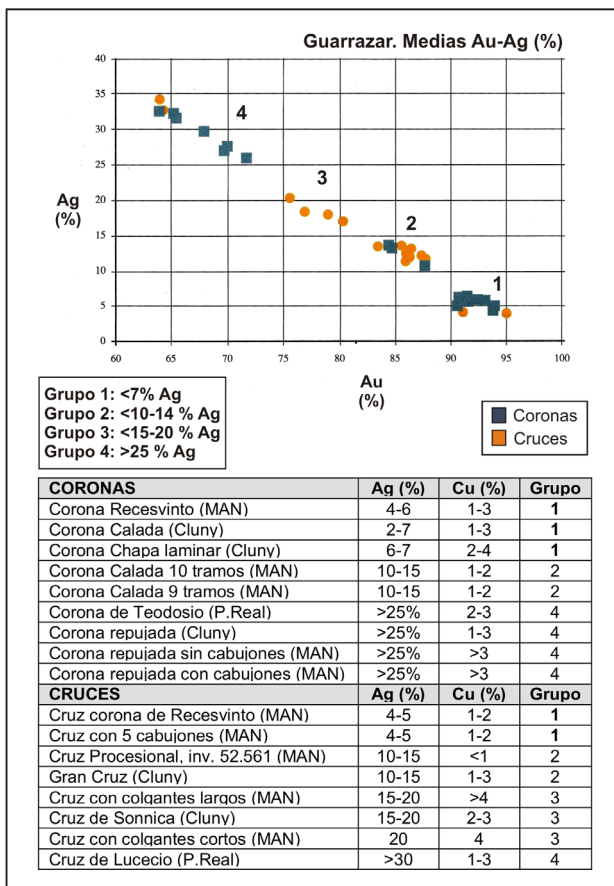 Guarrazar. Medias Au-Ag (%)
Ag
(%)
40
35
30
25
20
15
10
5
0
4
3
2
1
60 65 70 75 80 85 90 95 100
Au
(%)
Grupo 1: <7% Ag
Grupo 2: <10-14 % Ag
Grupo 3: <15-20 % Ag
Grupo 4: >25 % Ag
Coronas
Cruces
CORONAS Ag (%) Cu (%) Grupo
Corona Recesvinto (MAN) 4-6 1-3 1
Corona Calada (Cluny) 2-7 1-3 1
Corona Chapa laminar (Cluny) 6-7 2-4 1
Corona Calada 10 tramos (MAN) 10-15 1-2 2
Corona Calada 9 tramos (MAN) 10-15 1-2 2
Corona de Teodosio (P.Real) >25% 2-3 4
Corona repujada (Cluny) >25% 1-3 4
Corona repujada sin cabujones (MAN) >25% >3 4
Corona repujada con cabujones (MAN) >25% >3 4
CRUCES Ag (%) Cu (%) Grupo
Cruz corona de Recesvinto (MAN) 4-5 1-2 1
Cruz con 5 cabujones (MAN) 4-5 1-2 1
Cruz Procesional, inv. 52.561 (MAN) 10-15 <1 2
Gran Cruz (Cluny) 10-15 1-3 2
Cruz con colgantes largos (MAN) 15-20 >4 3
Cruz de Sonnica (Cluny) 15-20 2-3 3
Cruz con colgantes cortos (MAN) 20 4 3
Cruz de Lucecio (P.Real) >30 1-3 4